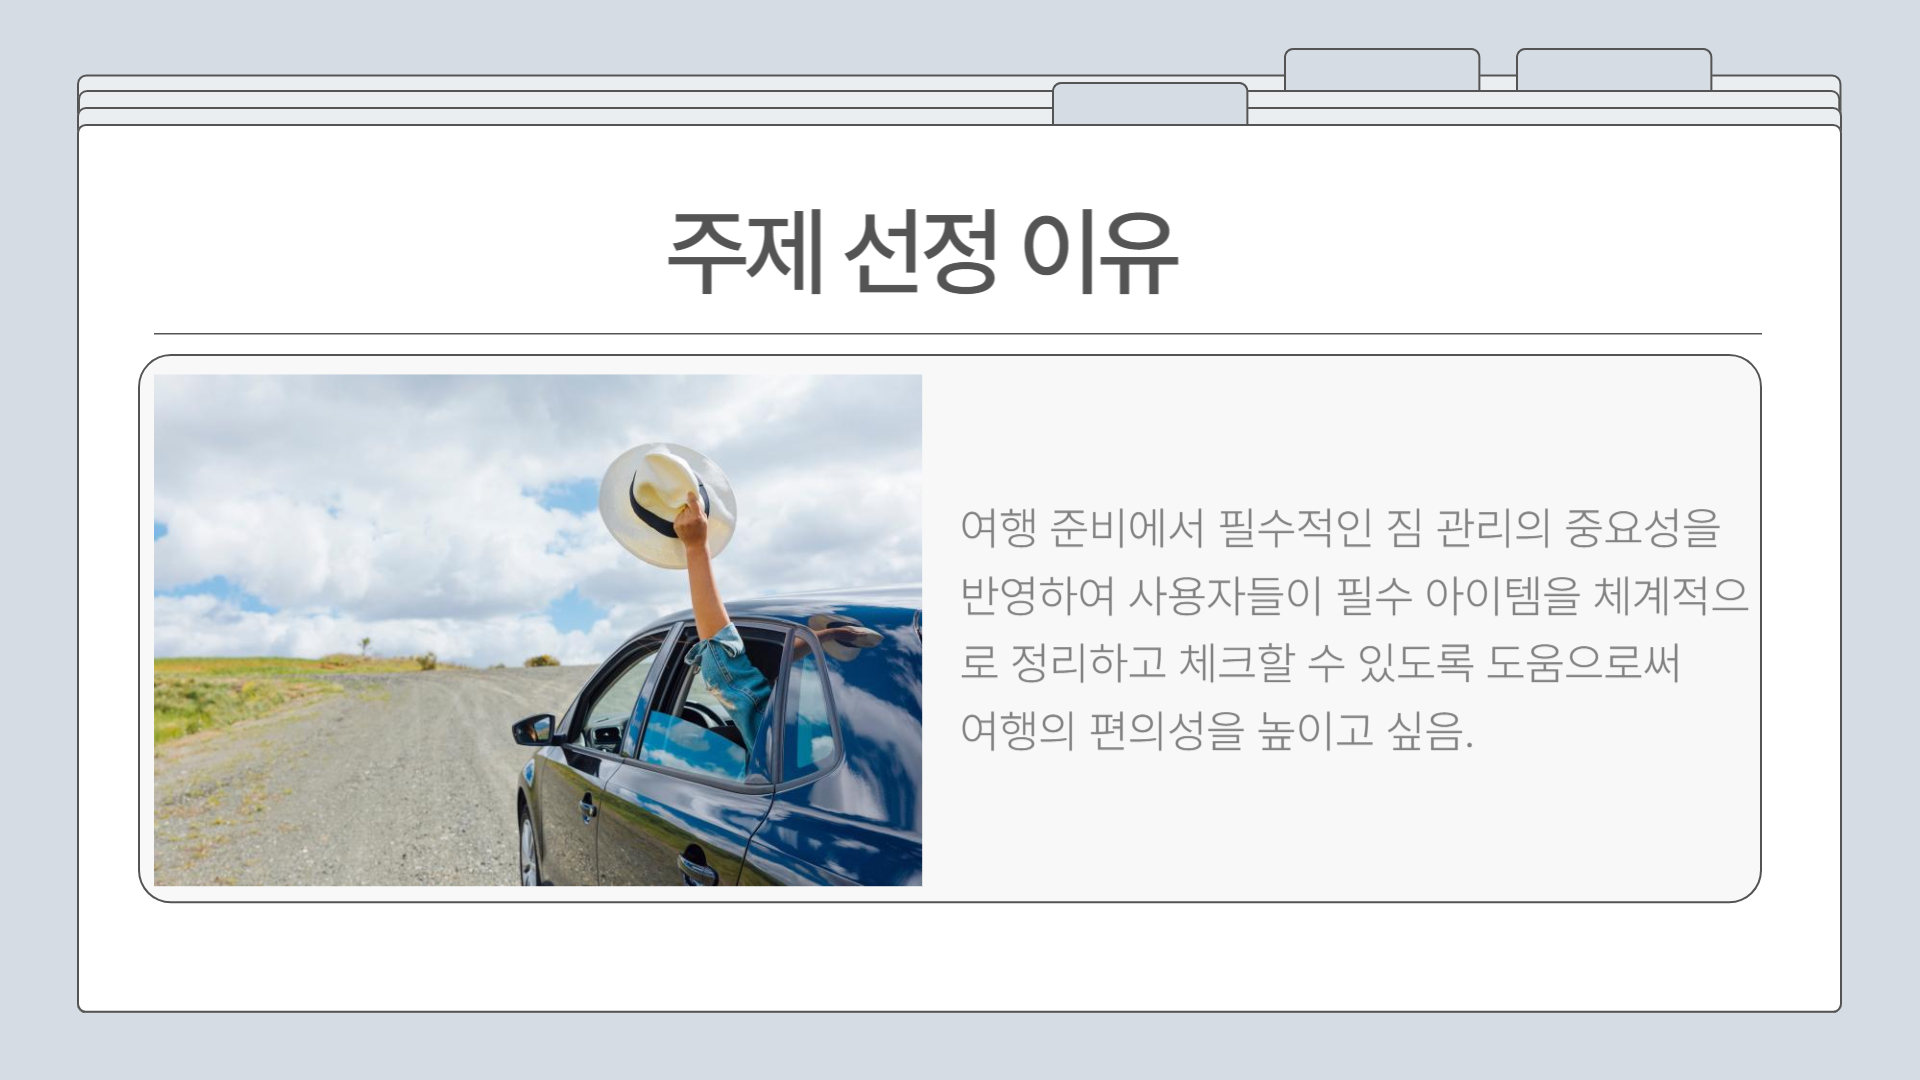 주제 선정 이유
여행 준비에서 필수적인 짐 관리의 중요성을
반영하여 사용자들이 필수 아이템을 체계적으
로 정리하고 체크할 수 있도록 도움으로써
여행의 편의성을 높이고 싶음.